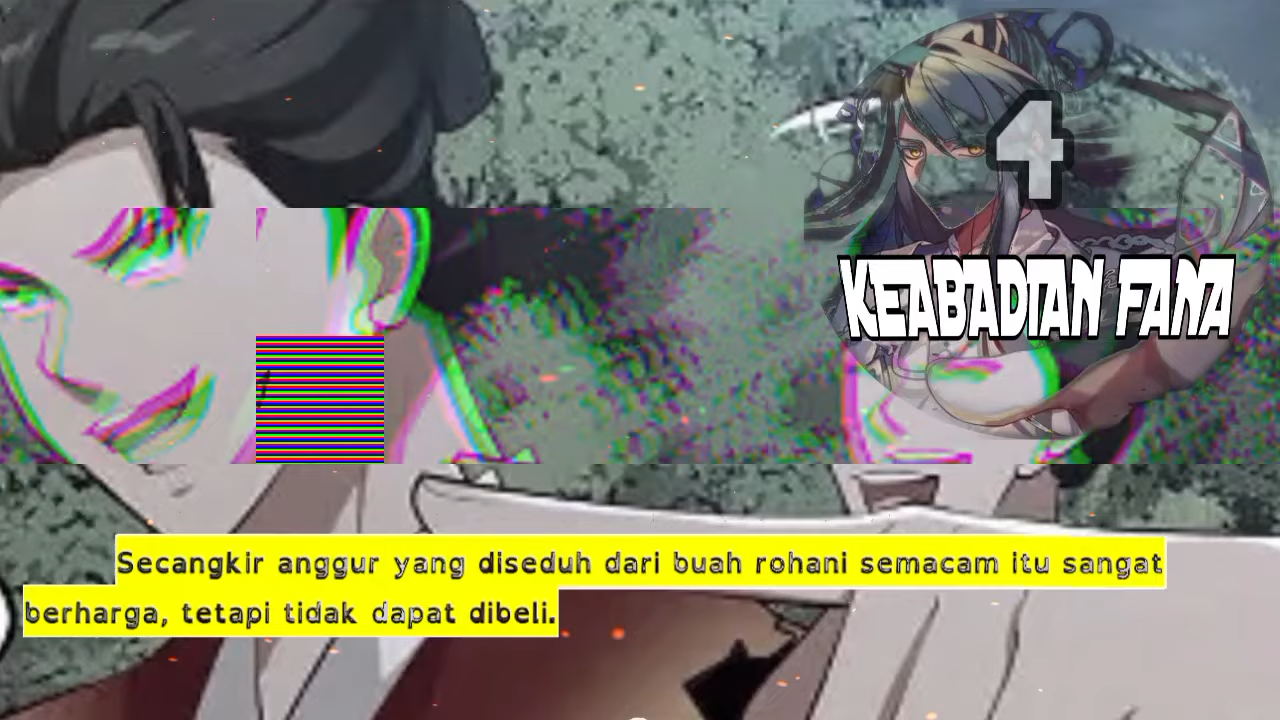 4
KEABADIAN FANA
Secangkir anggur yang diseduh dari buah rohani semacam itu sangat
berharga, tetapi tidak dapat dibeli.